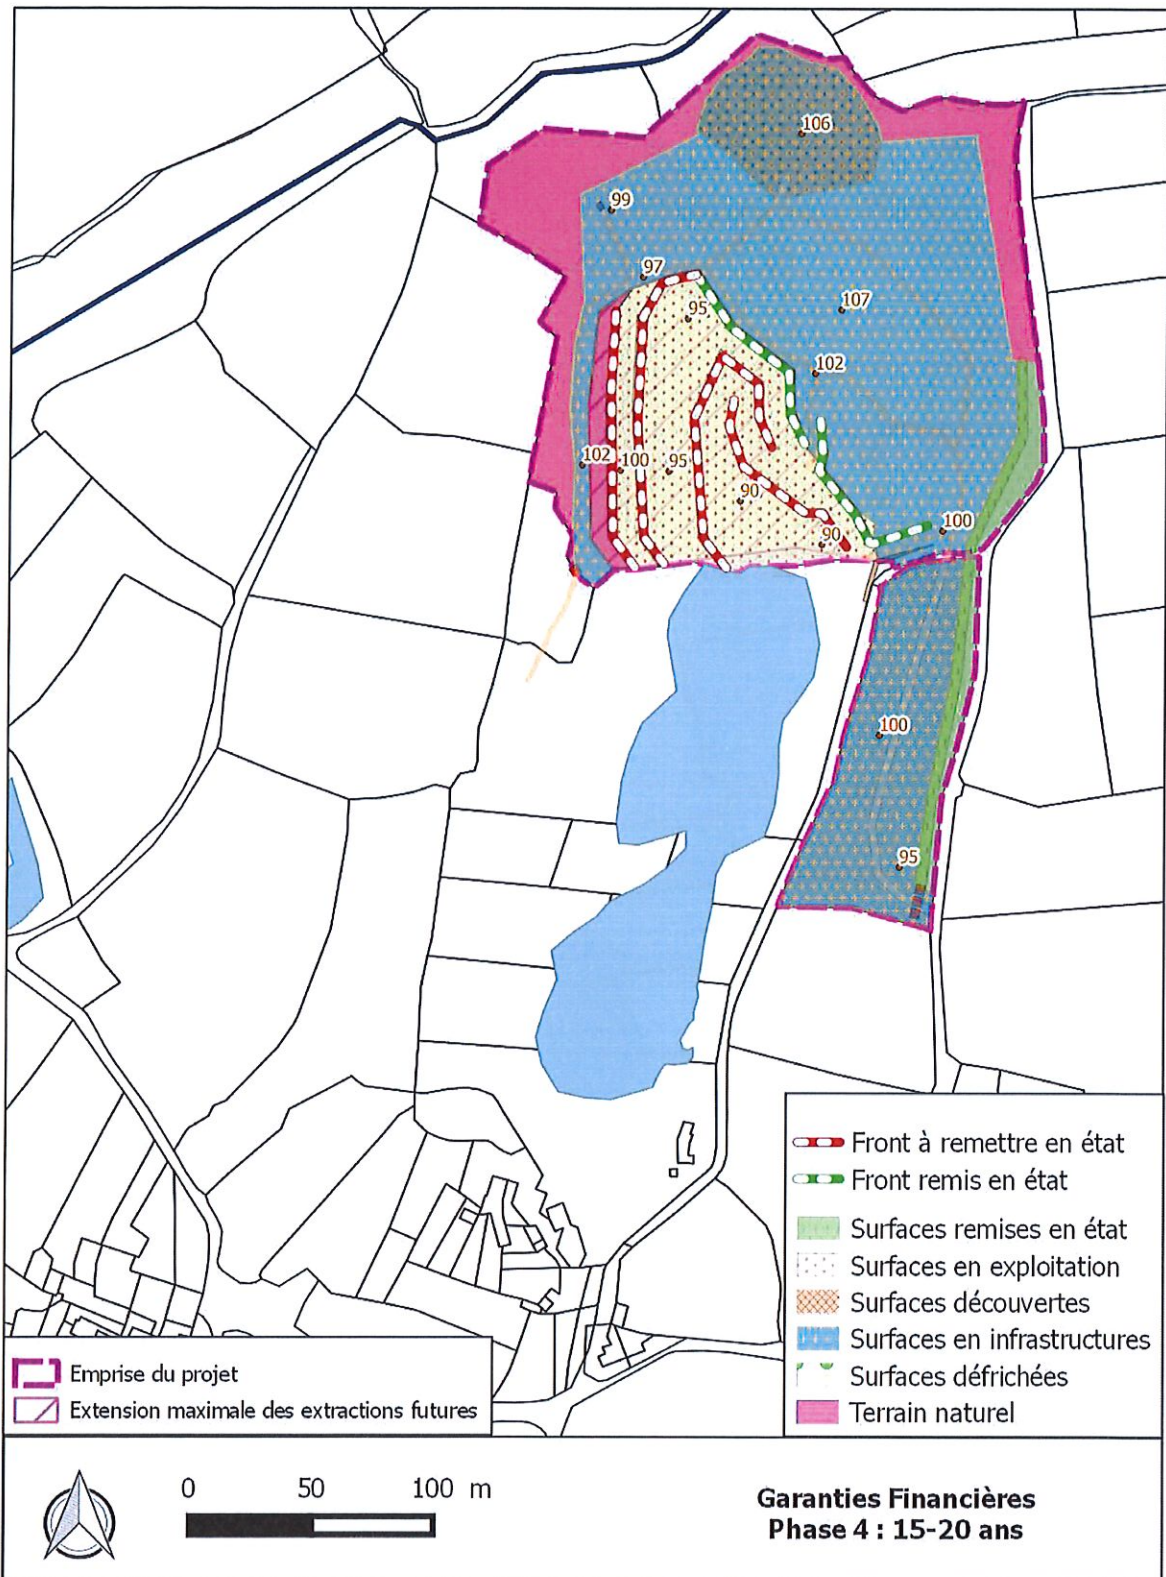 106
99
97
95
107
102
102
100
95
90
90
100
100
95
Front à remettre en état
Front remis en état
Surfaces remises en état
Surfaces en exploitation
Surfaces découvertes
Surfaces en infrastructures
Surfaces défrichées
Terrain naturel
Emprise du projet
Extension maximale des extractions futures
0 50 100 m
Garanties Financières
Phase 4 : 15-20 ans